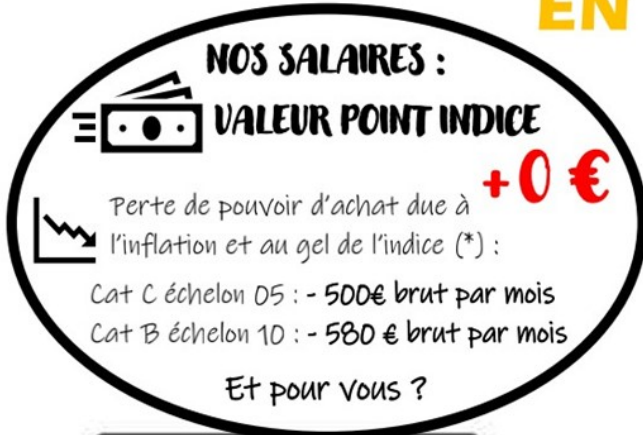 EN
NOS SALAIRES :
VALEUR POINT INDICE
+0 €
Perte de pouvoir d'achat due à
l'inflation et au gel de l'indice (*) :
Cat C échelon 05 : - 500€ brut par mois
Cat B échelon 10 : - 580 € brut par mois
Et pour vous ?